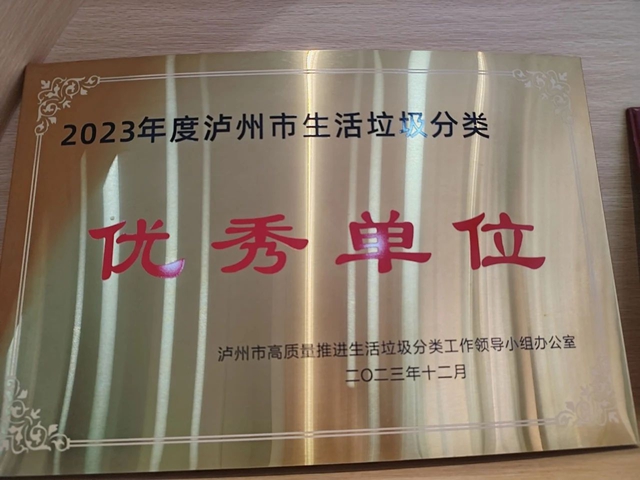 2023年度泸州市生活垃圾分类
优秀单位
泸州市高质量推进生活垃圾分类工作领导小组办公室
二〇二三年十二月